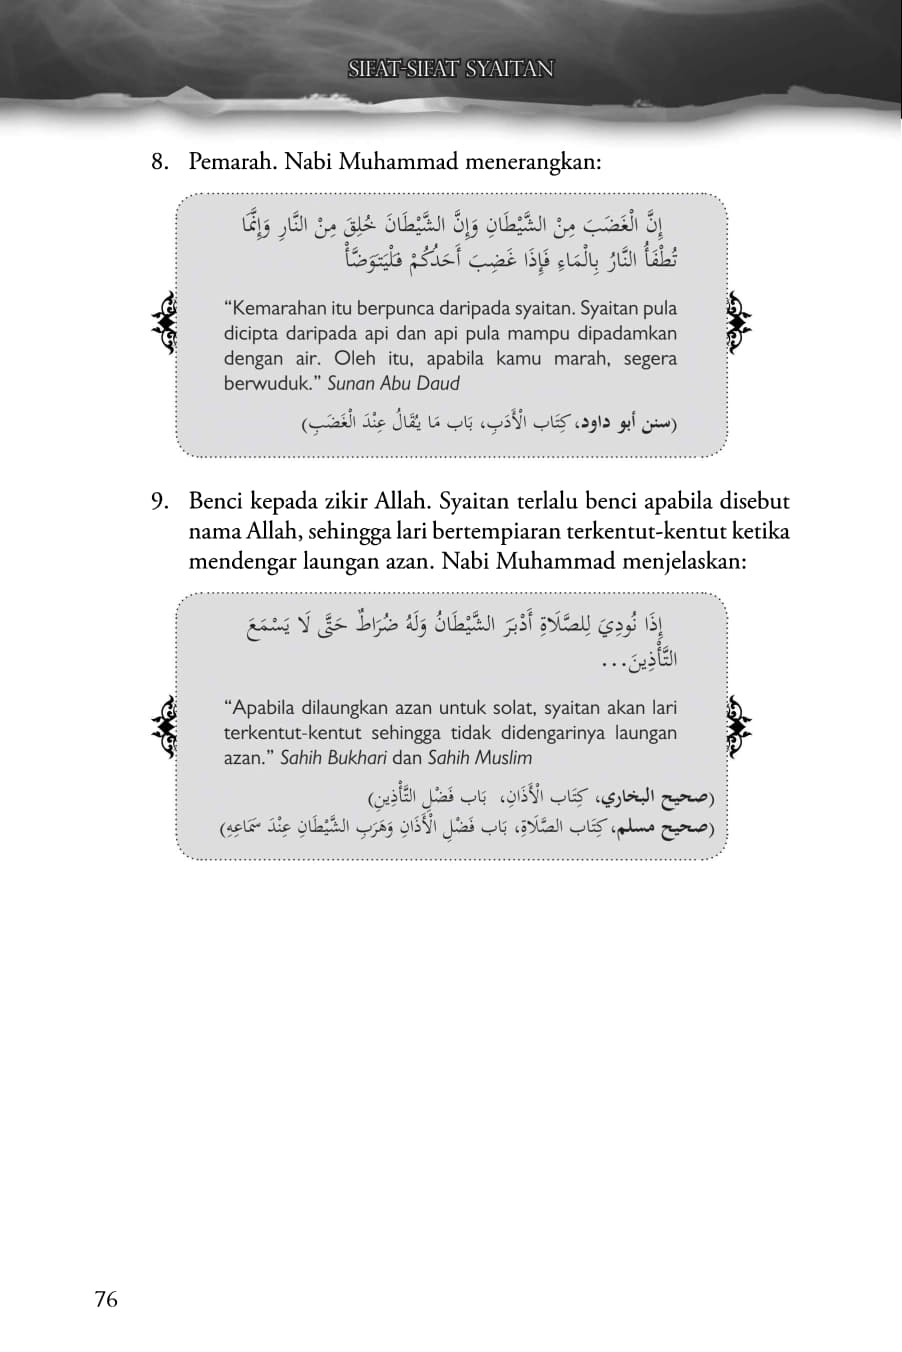 SIFAT-SIFAT SYAITAN
8. Pemarah. Nabi Muhammad menerangkan:
إِنَّ الْغَضَبَ مِنْ الشَّيْطَانِ وَإِنَّ الشَّيْطَانَ خُلِقَ مِنْ النَّارِ وَإِنَّمَا
تُطْفَأُ النَّارُ بِالْمَاءِ فَإِذَا غَضِبَ أَحَدُكُمْ فَلْيَتَوَضَّأْ
“Kemarahan itu berpunca daripada syaitan. Syaitan pula
dicipta daripada api dan api pula mampu dipadamkan
dengan air. Oleh itu, apabila kamu marah, segera
berwuduk.” Sunan Abu Daud
(سنن أبو داود، كِتَاب الْأَدَبِ، بَاب مَا يُقَالُ عِنْدَ الْغَضَبِ)
9. Benci kepada zikir Allah. Syaitan terlalu benci apabila disebut
nama Allah, sehingga lari bertempiaran terkentut-kentut ketika
mendengar laungan azan. Nabi Muhammad menjelaskan:
إِذَا نُودِيَ لِلصَّلَاةِ أَدْبَرَ الشَّيْطَانُ وَلَهُ ضُرَاطٌ حَتَّى لَا يَسْمَعَ
التَّأْذِينَ...
“Apabila dilaungkan azan untuk solat, syaitan akan lari
terkentut-kentut sehingga tidak didengarinya laungan
azan.” Sahih Bukhari dan Sahih Muslim
(صحيح البخاري، كِتَاب الْأَذَانِ، بَاب فَضْلِ التَّأْذِينِ)
(صحيح مسلم، كِتَاب الصَّلَاةِ، بَاب فَضْلِ الْأَذَانِ وَهَرَبِ الشَّيْطَانِ عِنْدَ سَمَاعِهِ)
76